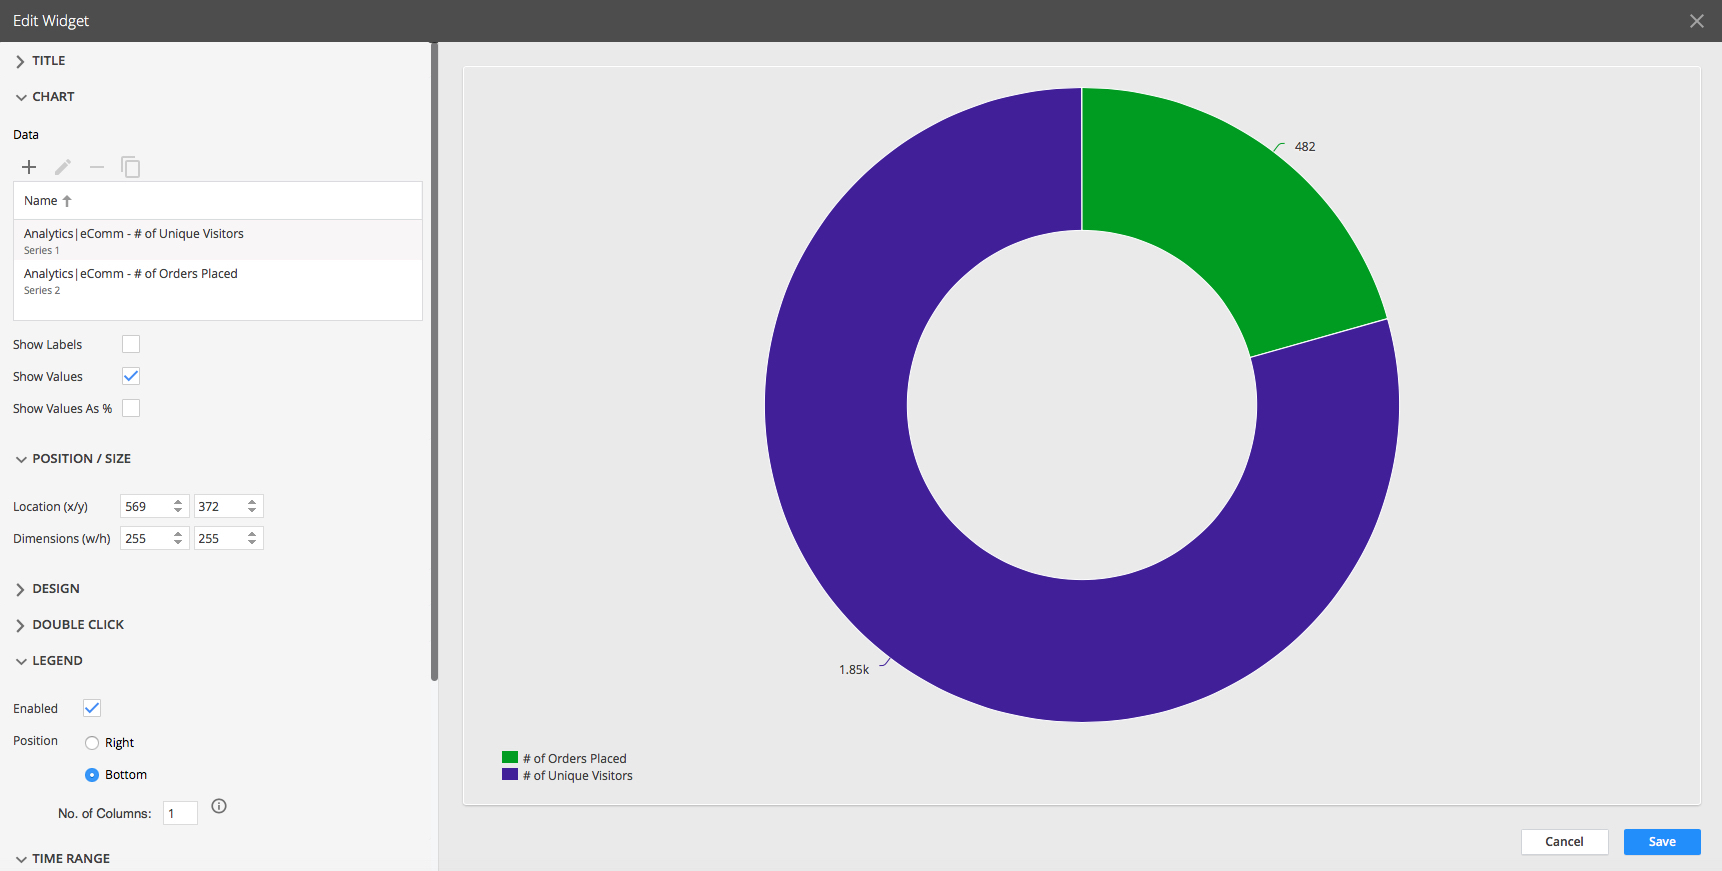 Edit Widget
TITLE
CHART
Data
Name
Analytics|eComm - # of Unique Visitors
Series 1
Analytics|eComm - # of Orders Placed
Series 2
Show Labels
Show Values
Show Values As %
POSITION / SIZE
Location (x/y) 569 372
Dimensions (w/h) 255 255
DESIGN
DOUBLE CLICK
LEGEND
Enabled
Position Right
Bottom
No. of Columns: 1
TIME RANGE
482
1.85k
# of Orders Placed
# of Unique Visitors
Cancel Save